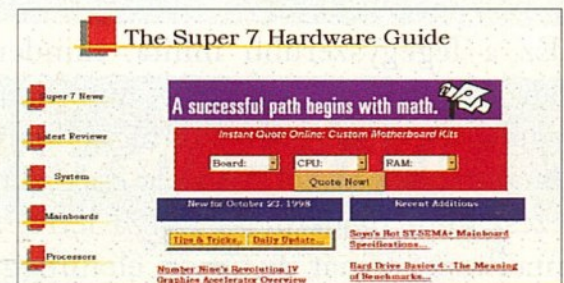 The Super 7 Hardware Guide
Super 7 News
Latest Reviews
System
Mainboards
Processors
A successful path begins with math.
Instant Quote Online: Custom Motherboard Kits
Board: CPU: RAM:
Quote Now!
New for October 23, 1998
Tips & Tricks... Daily Update...
Number Nine's Revolution IV
Graphics Accelerator Overview
Recent Additions
Soyo's Hot SY-5EMA+ Mainboard
Specifications...
Hard Drive Basics 4 - The Meaning
of Benchmarks...